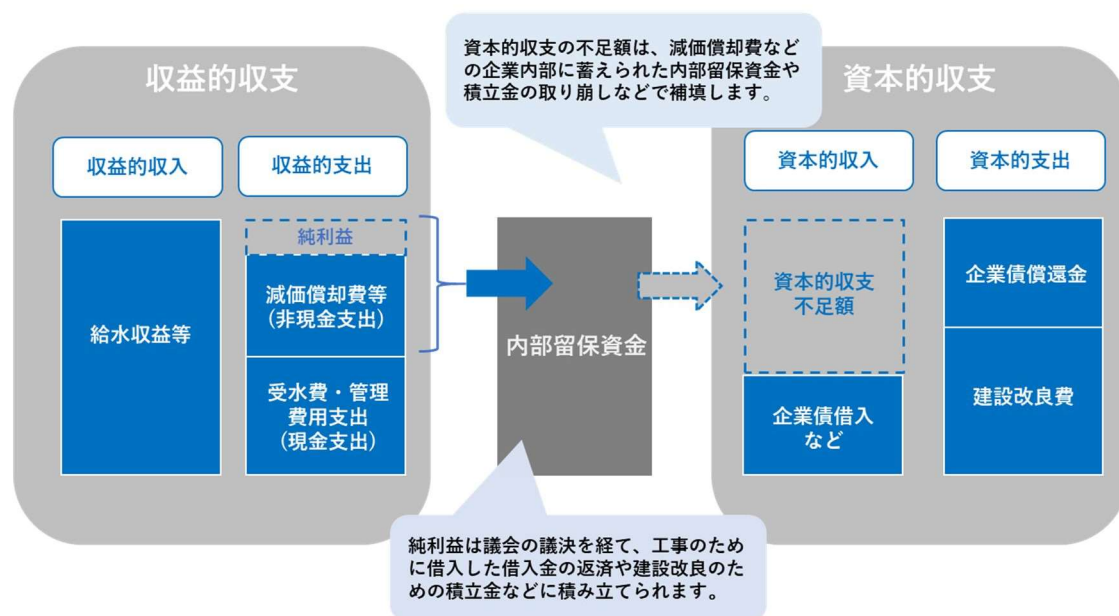 資本的収支の不足額は、減価償却費など
の企業内部に蓄えられた内部留保資金や
積立金の取り崩しなどで補填します。
収益的収支
収益的収入
収益的支出
給水収益等
純利益
減価償却費等
(非現金支出)
受水費・管理
費用支出
(現金支出)
内部留保資金
資本的収支
資本的収入
資本的支出
資本的収支
不足額
企業債借入
など
企業債償還金
建設改良費
純利益は議会の議決を経て、工事のために
借入した借入金の返済や建設改良のた
めの積立金などに積み立てられます。